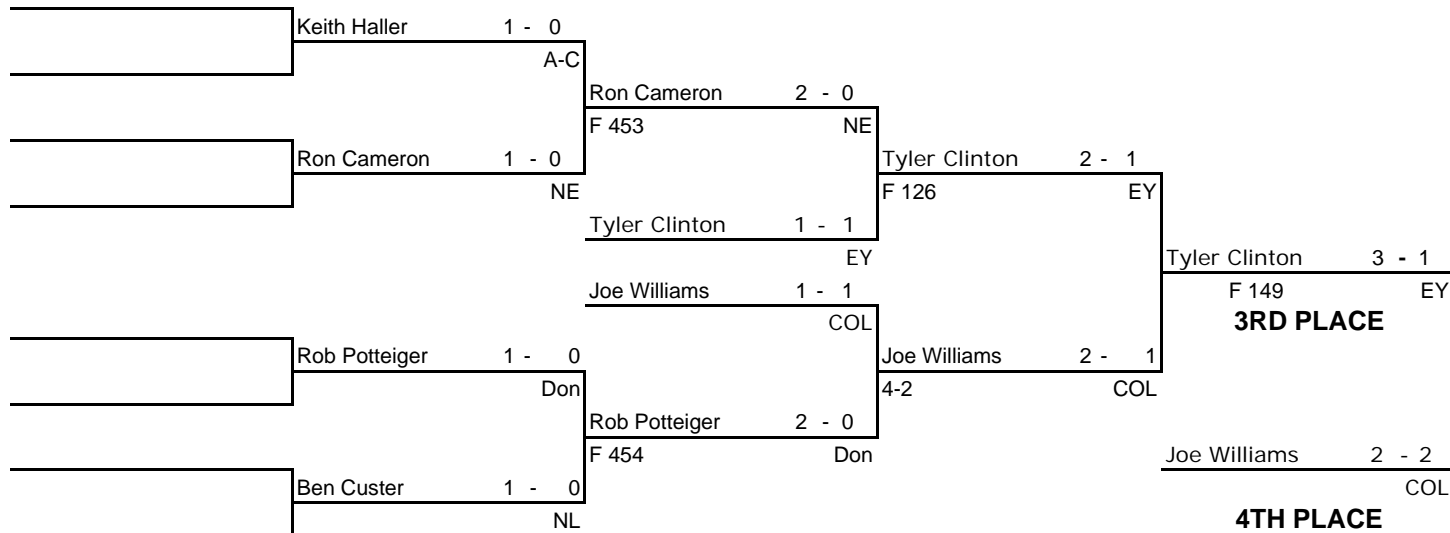 Keith Haller 1 - 0
A-C
Ron Cameron 2 - 0
F 453 NE
Ron Cameron 1 - 0
NE
Tyler Clinton 2 - 1
F 126 EY
Tyler Clinton 1 - 1
EY
Tyler Clinton 3 - 1
F 149 EY
3RD PLACE
Joe Williams 1 - 1
COL
Rob Potteiger 1 - 0
Don
Joe Williams 2 - 1
4-2 COL
Rob Potteiger 2 - 0
F 454 Don
Joe Williams 2 - 2
COL
4TH PLACE
Ben Custer 1 - 0
NL